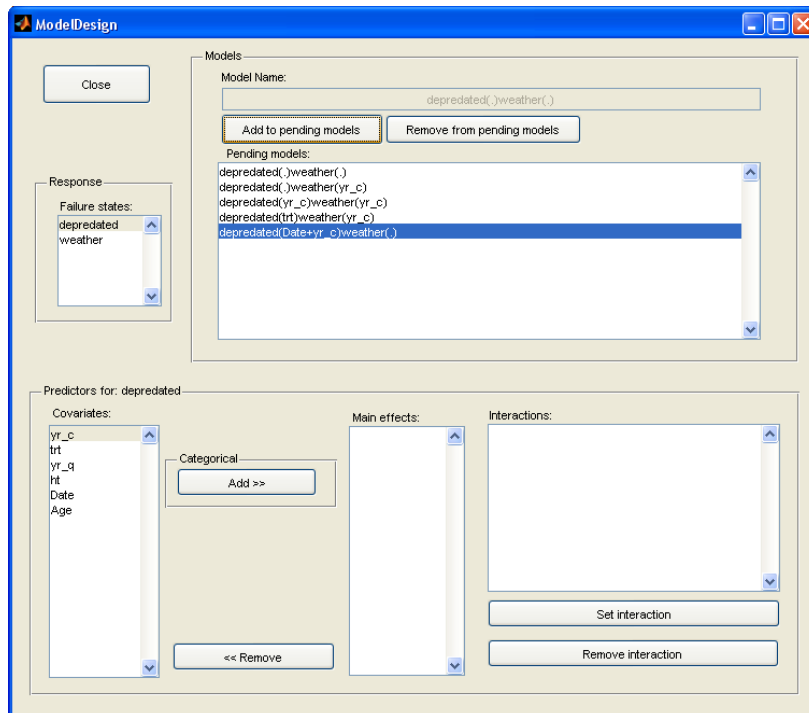 ModelDesign
Close
Models
Model Name:
depredated(.)weather(.)
Add to pending models
Remove from pending models
Pending models:
depredated(.)weather(.)
depredated(.)weather(yr_c)
depredated(yr_c)weather(yr_c)
depredated(trt)weather(yr_c)
depredated(Date+yr_c)weather(.)
Response
Failure states:
depredated
weather
Predictors for: depredated
Covariates:
yr_c
trt
yr_q
ht
Date
Age
Categorical
Add >>
<< Remove
Main effects:
Interactions:
Set interaction
Remove interaction